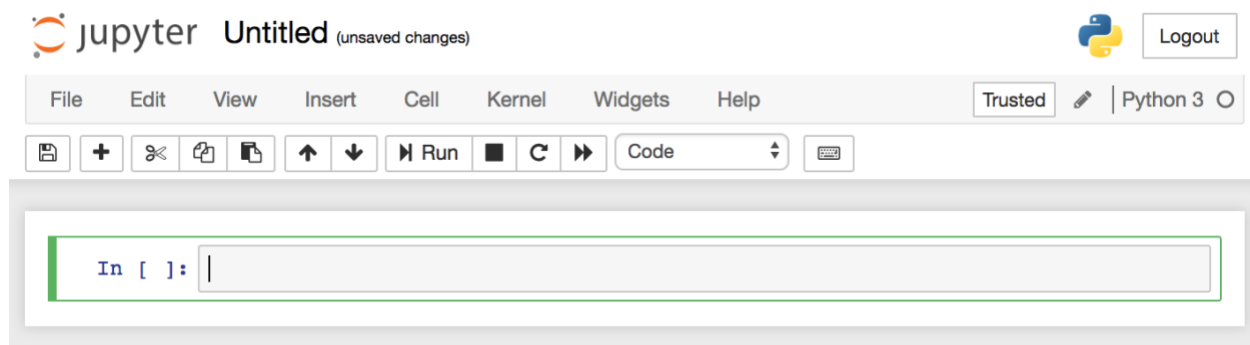 jupyter Untitled (unsaved changes) Logout
File Edit View Insert Cell Kernel Widgets Help Trusted Python 3
Run Code
In [ ]: